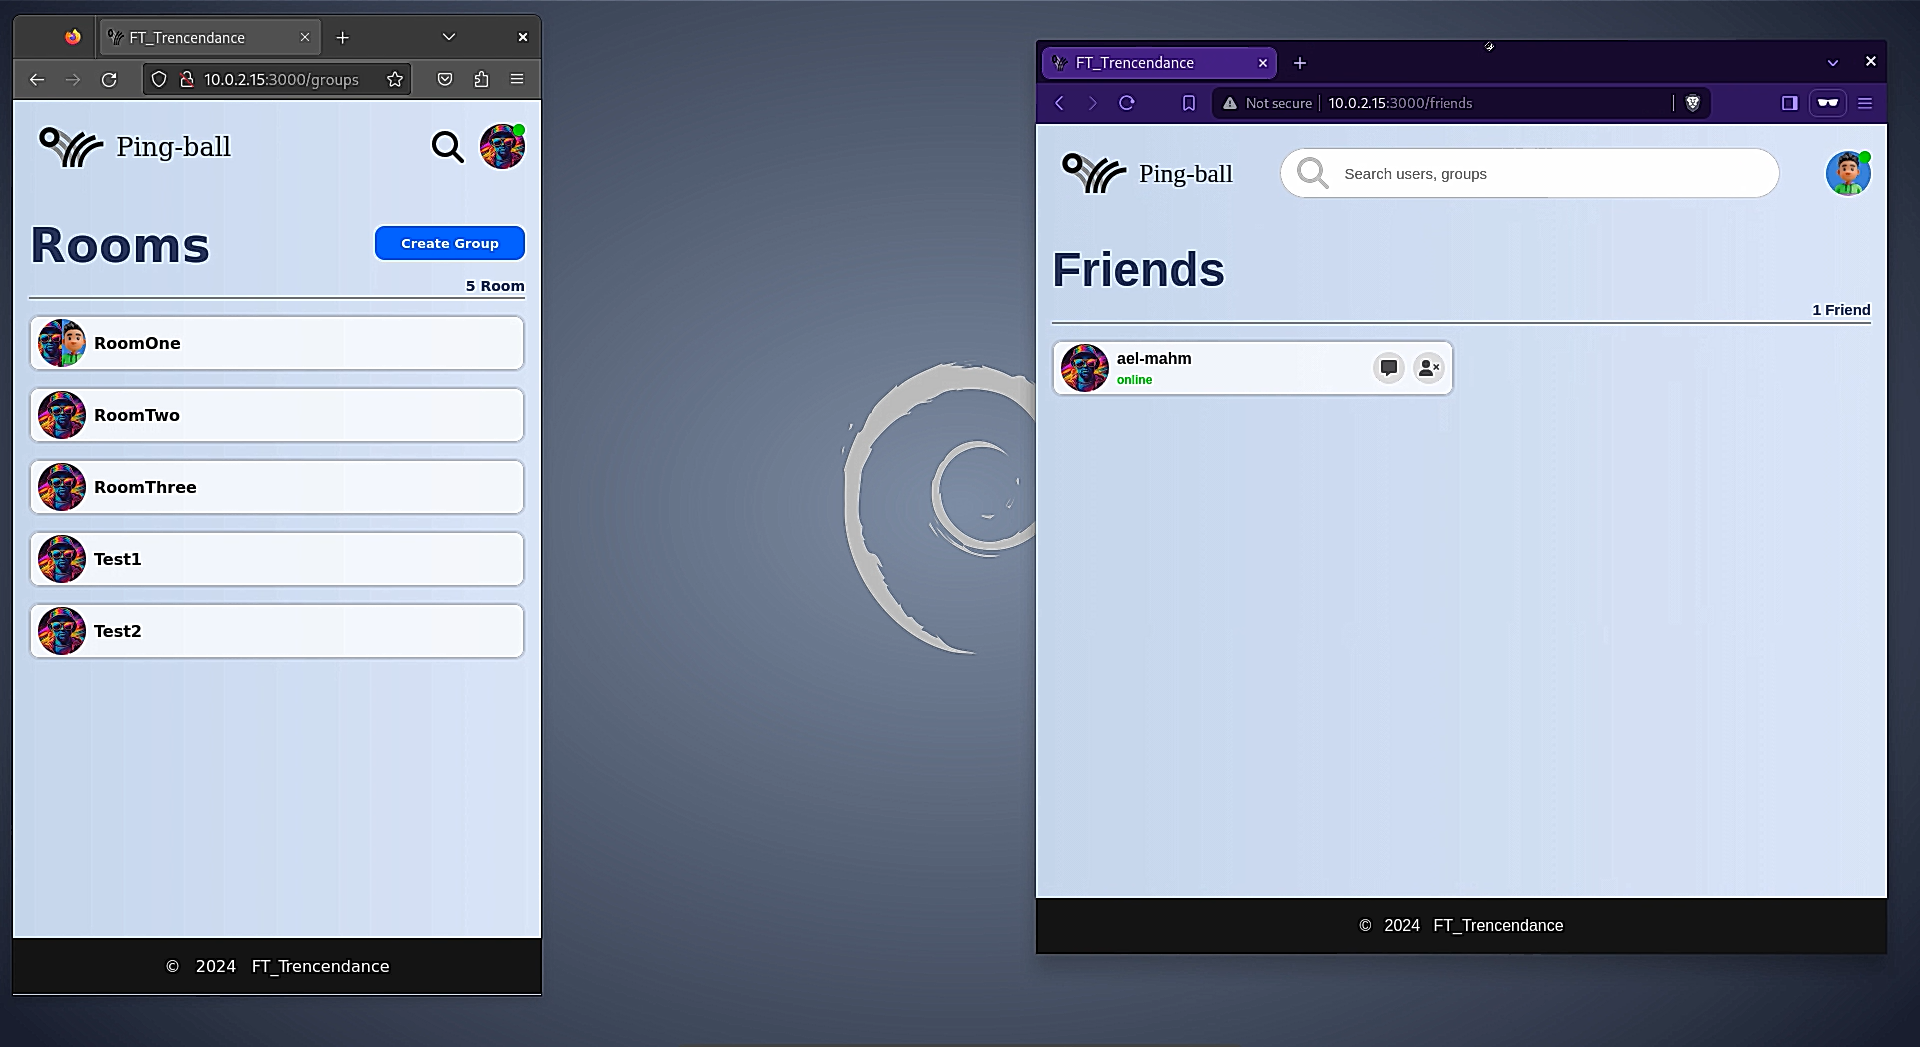 FT_Trencendance
10.0.2.15:3000/groups
Ping-ball
Rooms
Create Group
5 Room
RoomOne
RoomTwo
RoomThree
Test1
Test2
© 2024 FT_Trencendance
FT_Trencendance
Not secure
10.0.2.15:3000/friends
Ping-ball
Search users, groups
Friends
1 Friend
ael-mahm
online
© 2024 FT_Trencendance